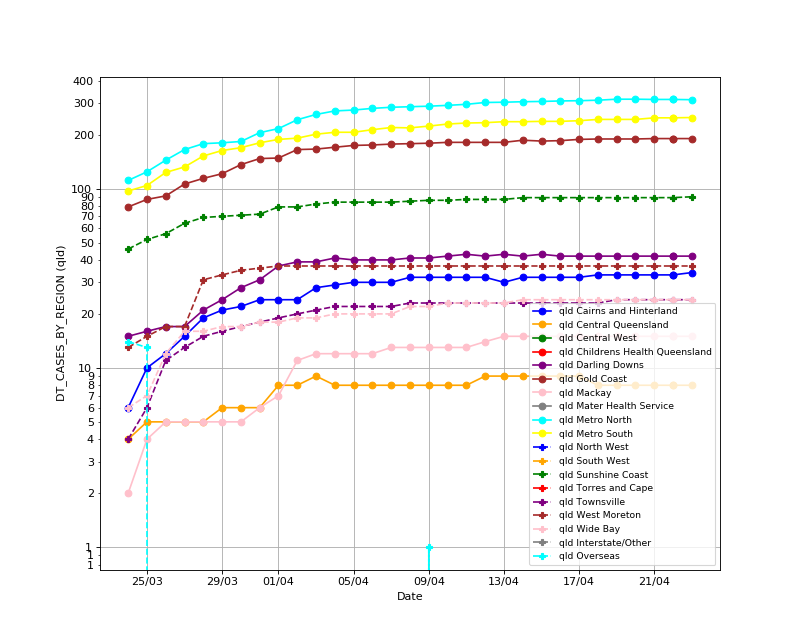 400
300
200
100
90
80
70
60
50
40
30
20
10
9
8
7
6
5
4
3
2
1
1
1
DT_CASES_BY_REGION (qld)
qld Cairns and Hinterland
qld Central Queensland
qld Central West
qld Childrens Health Queensland
qld Darling Downs
qld Gold Coast
qld Mackay
qld Mater Health Service
qld Metro North
qld Metro South
qld North West
qld South West
qld Sunshine Coast
qld Torres and Cape
qld Townsville
qld West Moreton
qld Wide Bay
qld Interstate/Other
qld Overseas
25/03 29/03 01/04 05/04 09/04 13/04 17/04 21/04
Date